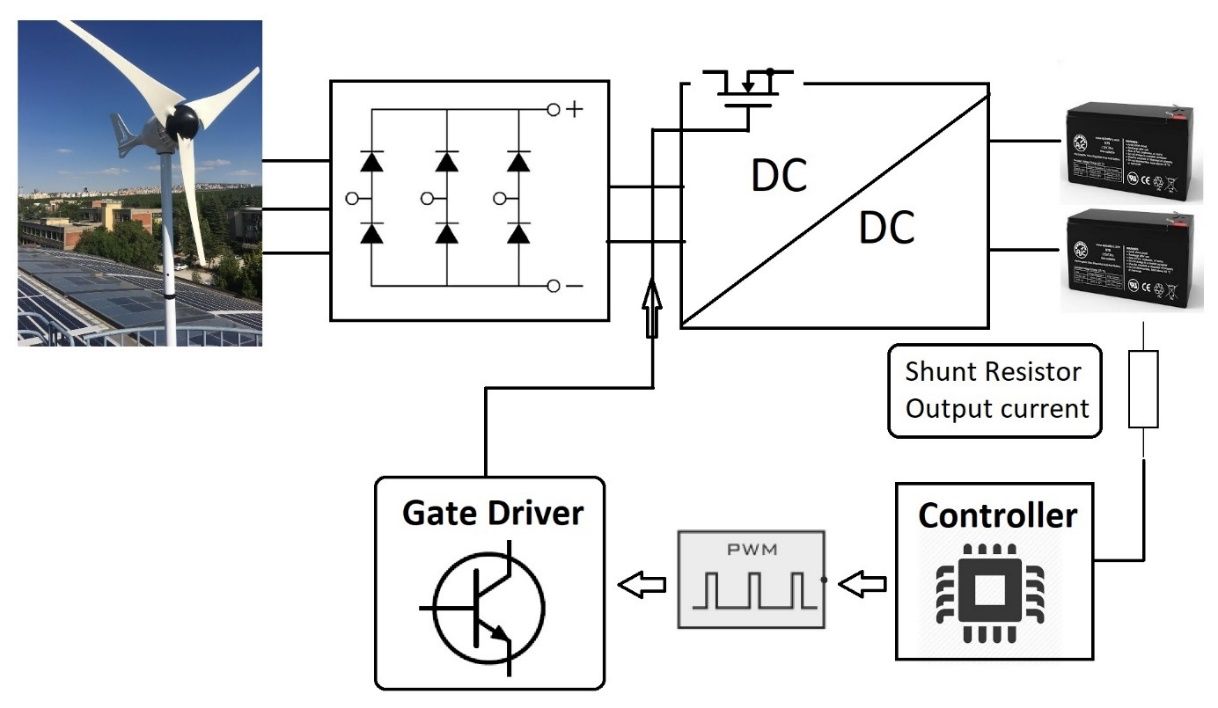 +
−
DC
DC
Shunt Resistor
Output current
Gate Driver
PWM
Controller